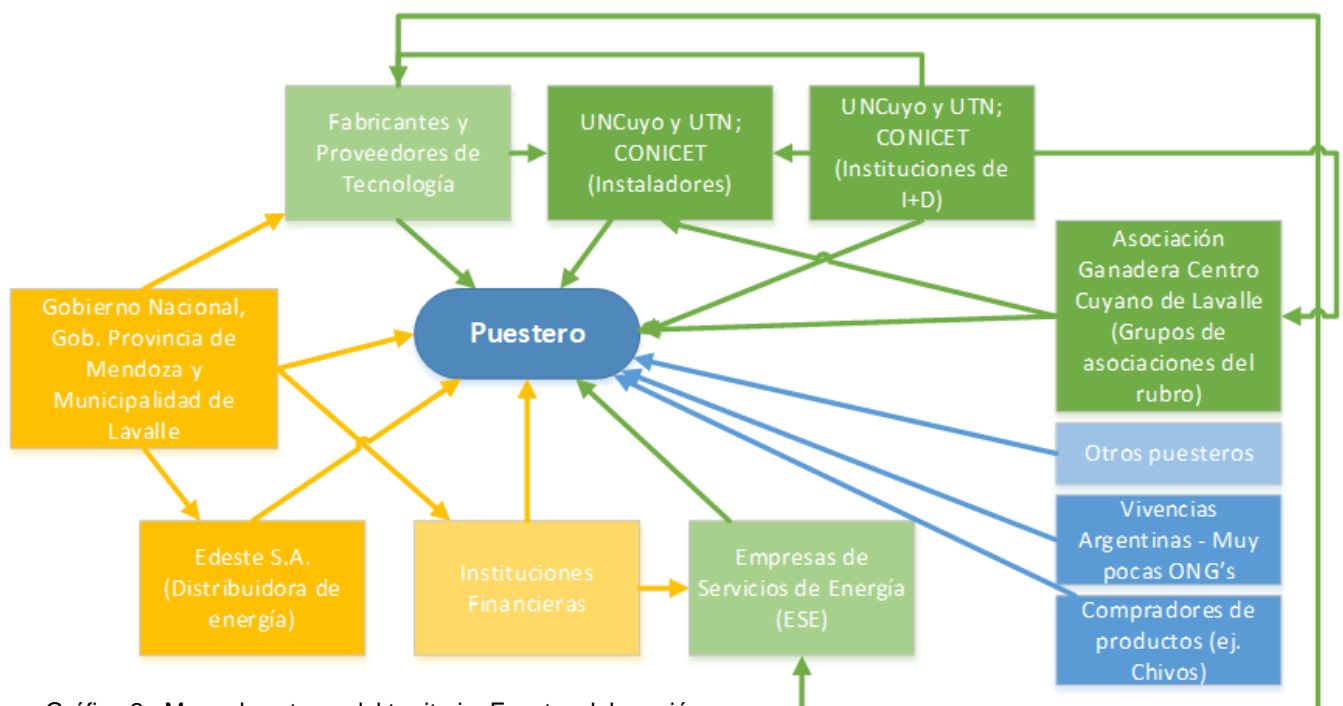 Fabricantes y
Proveedores de
Tecnología
UNCuyo y UTN;
CONICET
(Instaladores)
UNCuyo y UTN;
CONICET
(Instituciones de
I+D)
Asociación
Ganadera Centro
Cuyano de Lavalle
(Grupos de
asociaciones del
rubro)
Gobierno Nacional,
Gob. Provincia de
Mendoza y
Municipalidad de
Lavalle
Puestero
Otros puesteros
Vivencias
Argentinas - Muy
pocas ONG's
Compradores de
productos (ej.
Chivos)
Edeste S.A.
(Distribuidora de
energía)
Instituciones
Financieras
Empresas de
Servicios de Energía
(ESE)